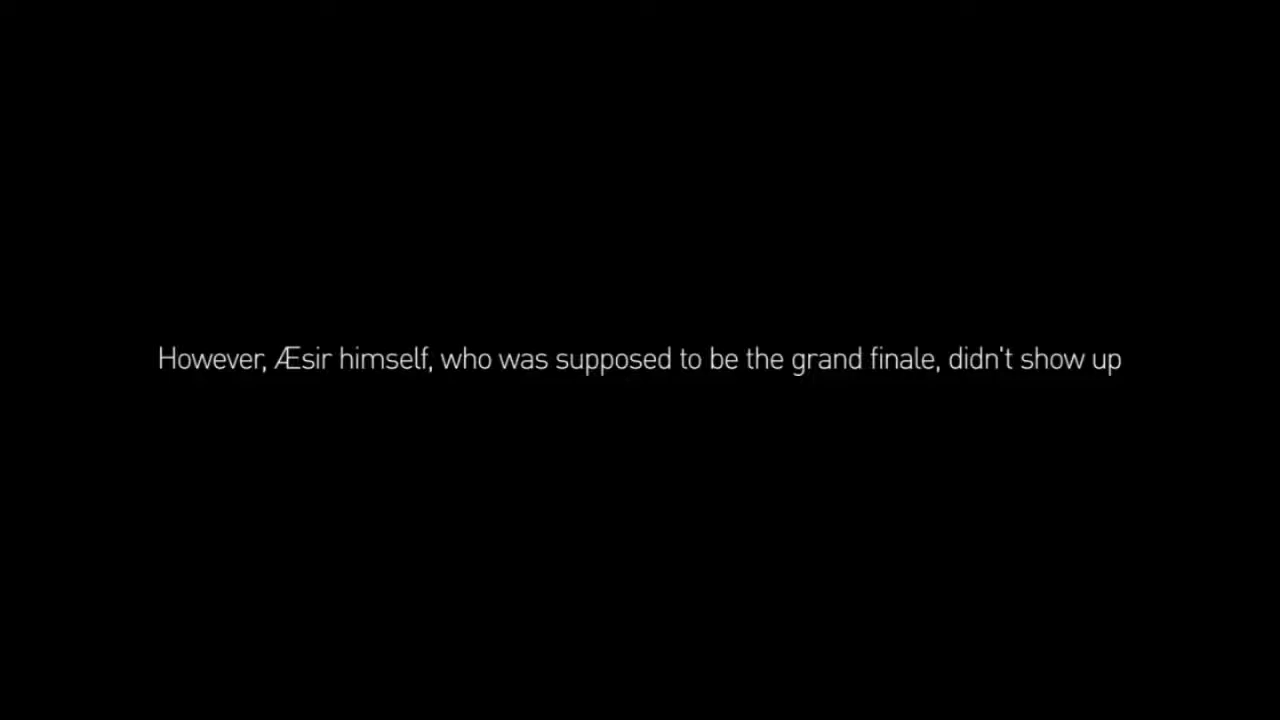 However, Æsir himself, who was supposed to be the grand finale, didn't show up